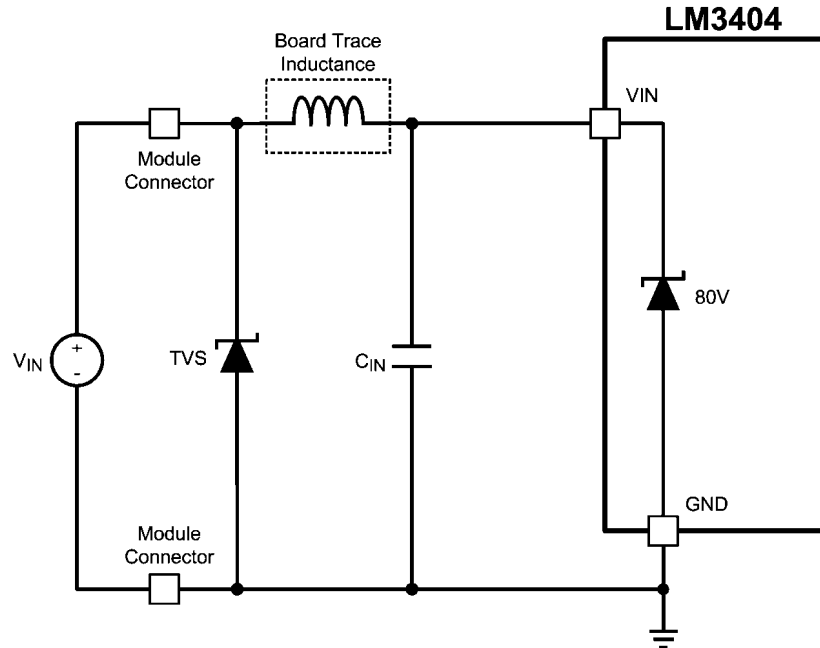 LM3404
Board Trace
Inductance
VIN
Module
Connector
80V
VIN
+
-
TVS
CIN
GND
Module
Connector